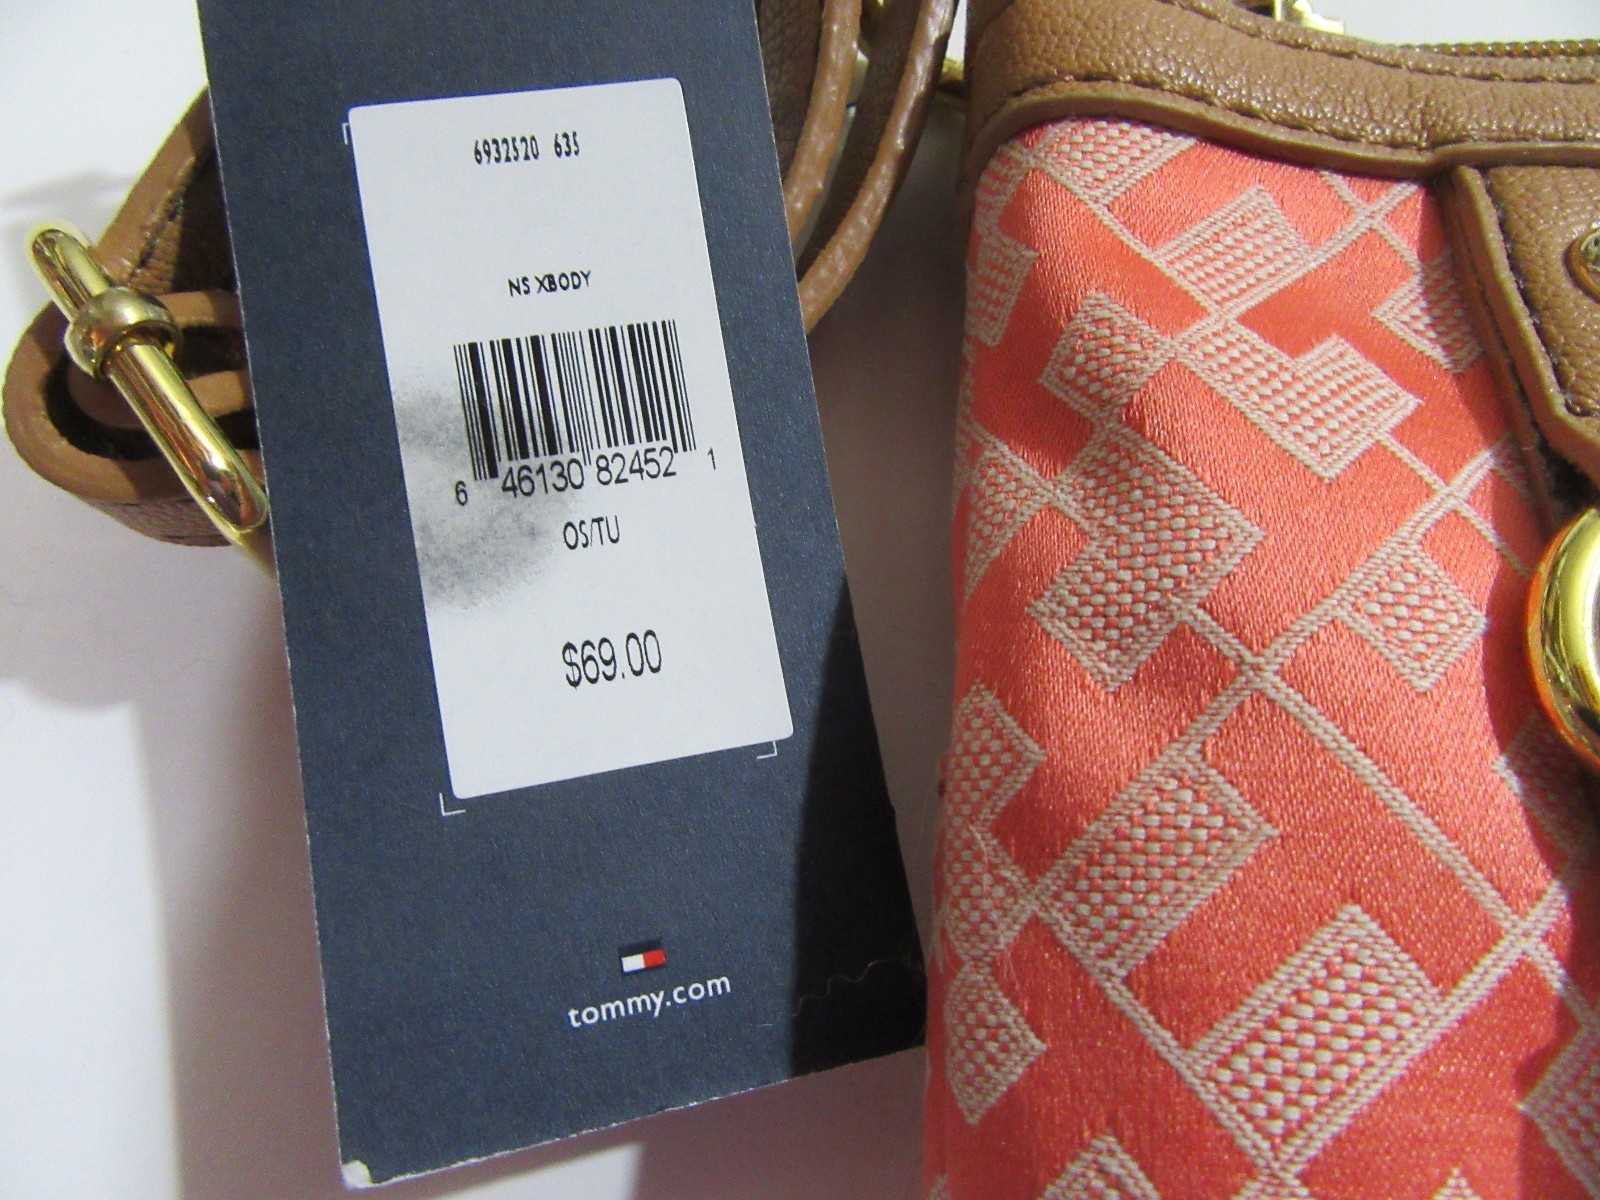 6932520 635
NS XBODY
6 46130 82452 1
OS/TU
$69.00
tommy.com